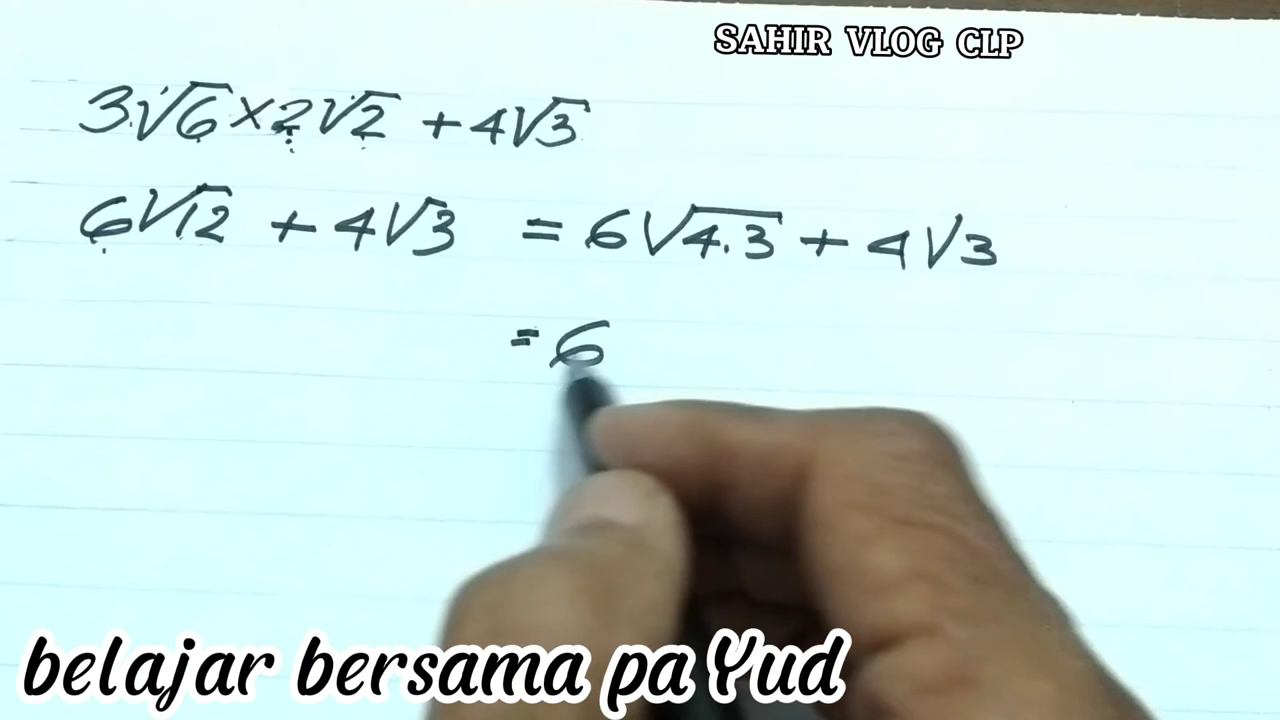 SAHIR VLOG CLP
3√6 × 2√2 + 4√3
6√12 + 4√3 = 6√4.3 + 4√3
= 6
belajar bersama pa Yud